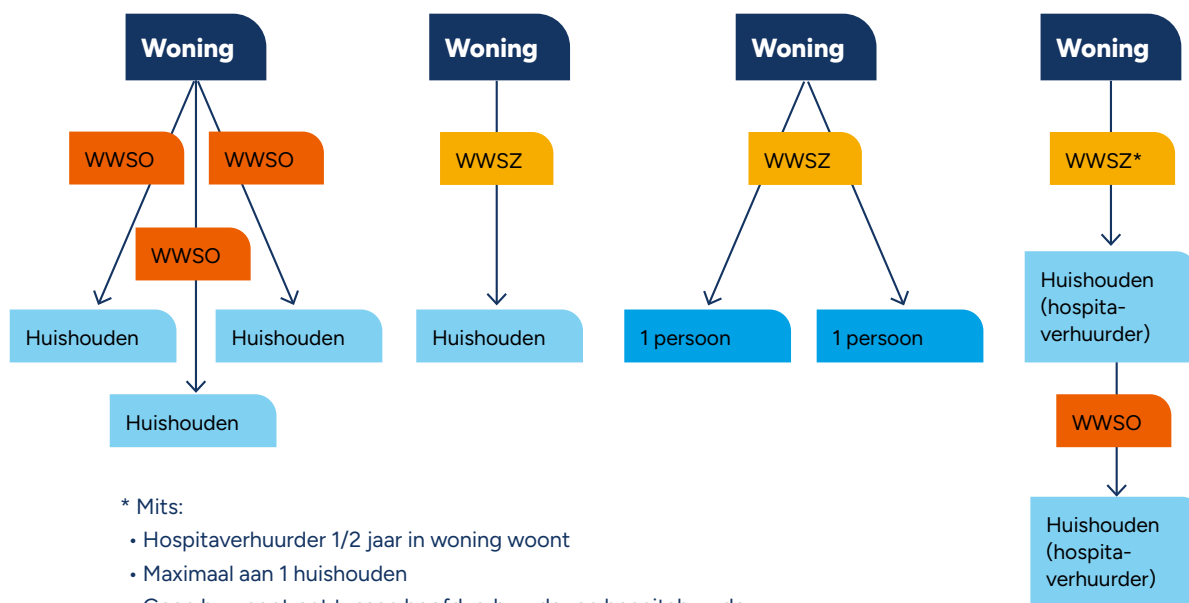 Woning
Woning
Woning
Woning
WWSO
WWSO
WWSZ
WWSZ
WWSZ*
WWSO
Huishouden
(hospita-
verhuurder)
Huishouden
Huishouden
Huishouden
1 persoon
1 persoon
Huishouden
WWSO
* Mits:
• Hospitaverhuurder 1/2 jaar in woning woont
• Maximaal aan 1 huishouden
Huishouden
(hospita-
verhuurder)